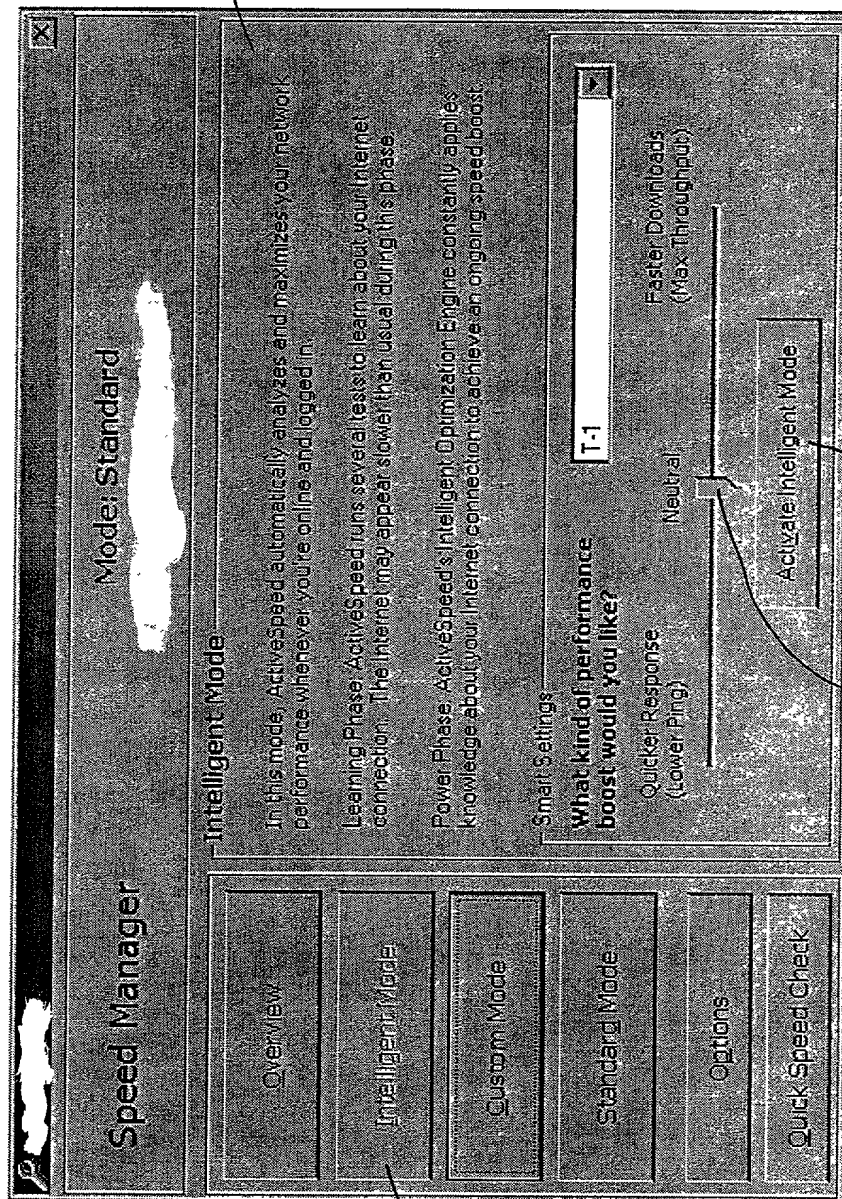 Speed Manager
Mode: Standard
Overview
Intelligent Mode
Custom Mode
Standard Mode
Options
Quick Speed Check
Intelligent Mode
In this mode, ActiveSpeed automatically analyzes and maximizes your network
performance whenever you're online and logged in.
Learning Phase: ActiveSpeed runs several tests to learn about your Internet
connection. The Internet may appear slower than usual during this phase.
Power Phase: ActiveSpeed's Intelligent Optimization Engine constantly applies
knowledge about your Internet connection to achieve an ongoing speed boost.
Smart Settings
What kind of performance
boost would you like?
T-1
Quicker Response
(Lower Ping)
Neutral
Faster Downloads
(Max Throughput)
Activate Intelligent Mode